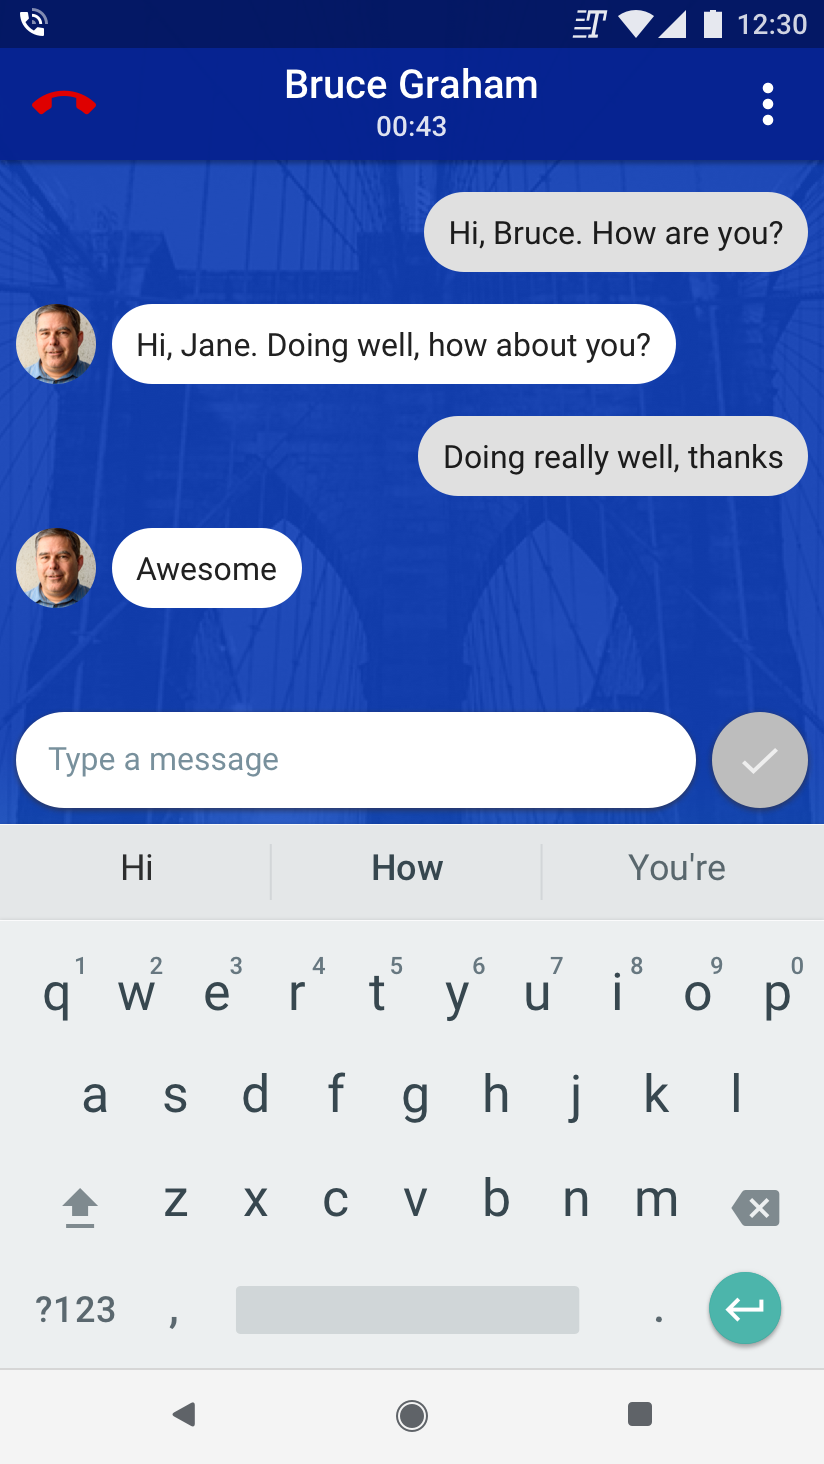 12:30
Bruce Graham
00:43
Hi, Bruce. How are you?
Hi, Jane. Doing well, how about you?
Doing really well, thanks
Awesome
Type a message
Hi How You're
1 2 3 4 5 6 7 8 9 0
q w e r t y u i o p
a s d f g h j k l
z x c v b n m
?123 , .